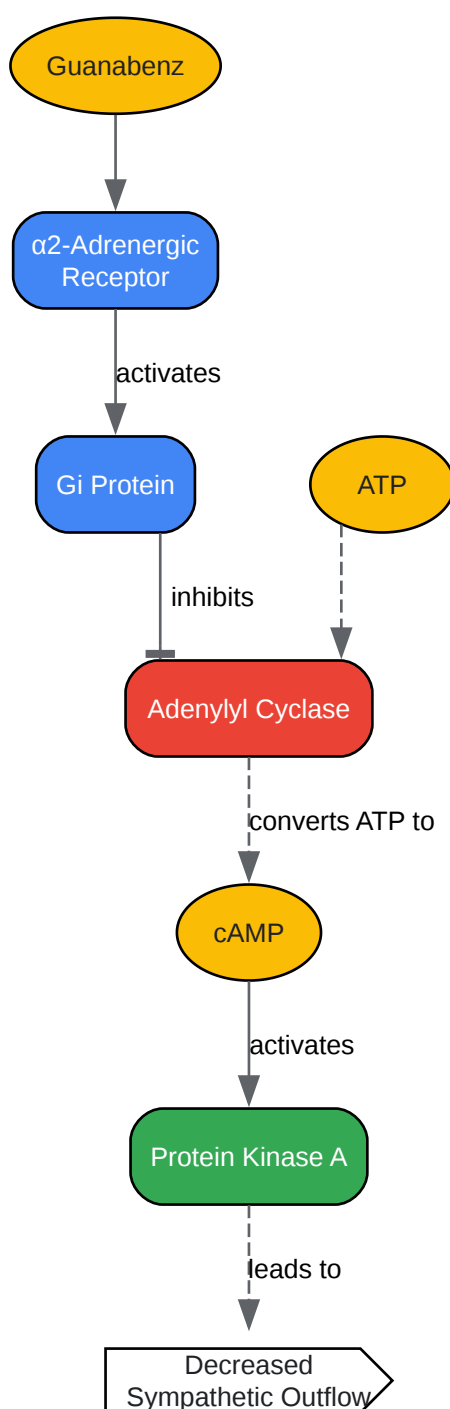 Guanabenz
α2-Adrenergic
Receptor
activates
Gi Protein
ATP
inhibits
Adenylyl Cyclase
converts ATP to
cAMP
activates
Protein Kinase A
leads to
Decreased
Sympathetic Outflow